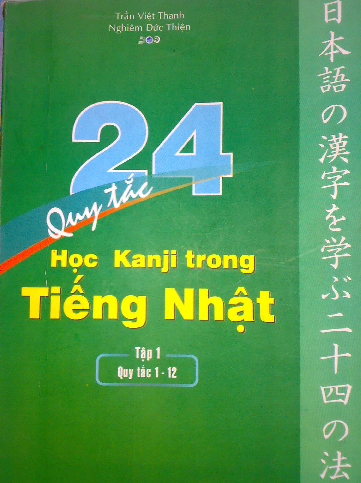 Trần Việt Thanh
Nghiêm Đức Thiện
24
Quy tắc
Học Kanji trong
Tiếng Nhật
Tập 1
Quy tắc 1 - 12
日本語の漢字を学ぶ二十四の法